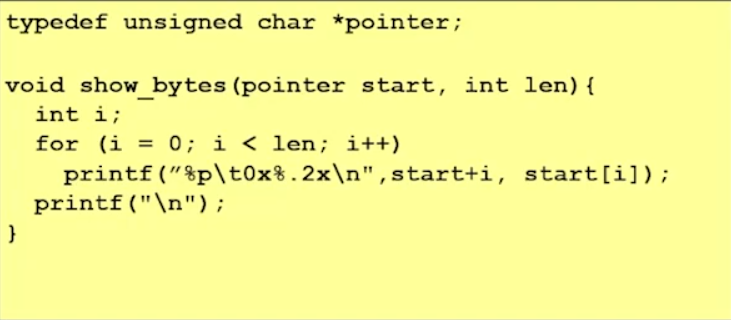 typedef unsigned char *pointer;
void show_bytes(pointer start, int len){
int i;
for (i = 0; i < len; i++)
printf(”%p\t0x%.2x\n",start+i, start[i]);
printf("\n");
}